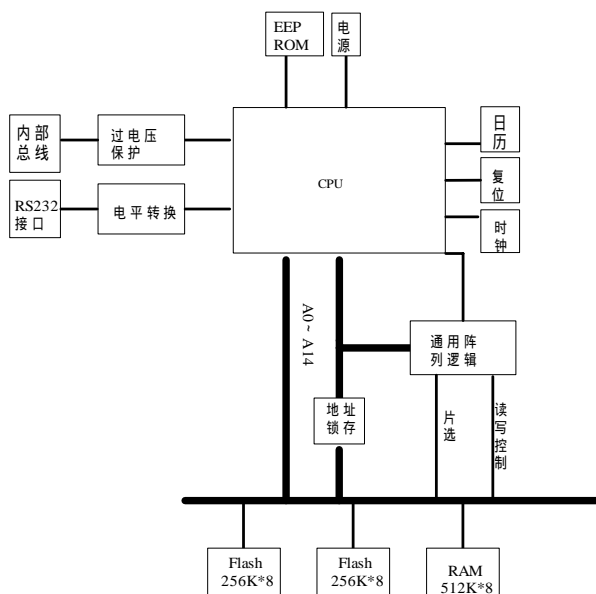 EEP
ROM
电
源
内部
总线
过电压
保护
日
历
CPU
复
位
RS232
接口
电平转换
时
钟
A0~A14
通用阵
列逻辑
地址
锁存
片选
读写控制
Flash
256K*8
Flash
256K*8
RAM
512K*8